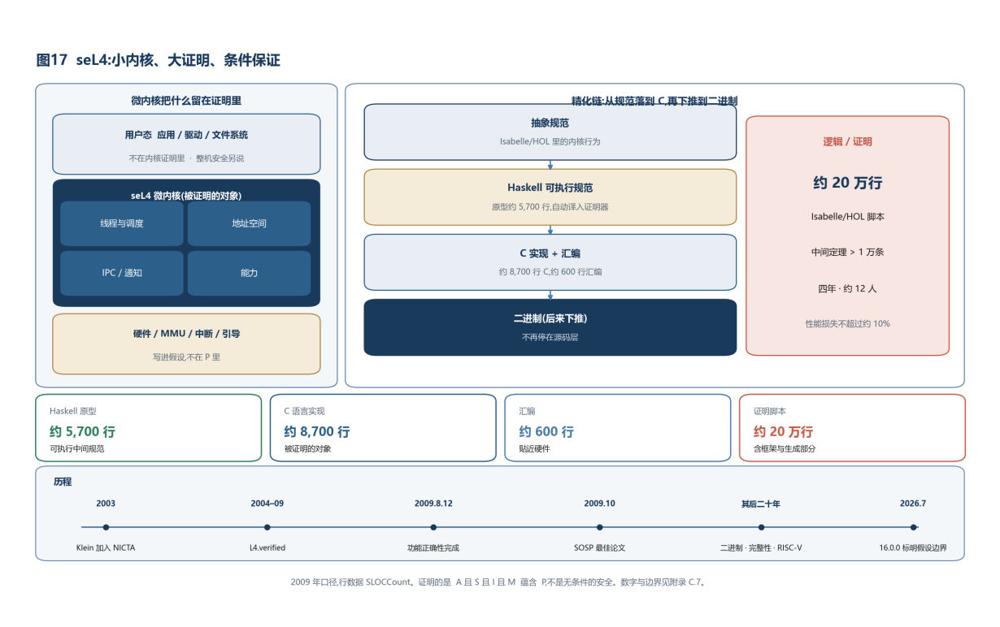 图17 seL4:小内核、大证明、条件保证
微内核把什么留在证明里
用户态 应用 / 驱动 / 文件系统
不在内核证明里 · 整机安全另说
seL4 微内核(被证明的对象)
线程与调度
地址空间
IPC / 通知
能力
硬件 / MMU / 中断 / 引导
写进假设,不在 P 里
精化链:从规范落到 C,再下推到二进制
抽象规范
Isabelle/HOL 里的内核行为
Haskell 可执行规范
原型约 5,700 行,自动译入证明器
C 实现 + 汇编
约 8,700 行 C,约 600 行汇编
二进制(后来下推)
不再停在源码层
逻辑 / 证明
约 20 万行
Isabelle/HOL 脚本
中间定理 > 1 万条
四年 · 约 12 人
性能损失不超过约 10%
Haskell 原型
约 5,700 行
可执行中间规范
C 语言实现
约 8,700 行
被证明的对象
汇编
约 600 行
贴近硬件
证明脚本
约 20 万行
含框架与生成部分
历程
2003
Klein 加入 NICTA
2004–09
L4.verified
2009.8.12
功能正确性完成
2009.10
SOSP 最佳论文
其后二十年
二进制 · 完整性 · RISC-V
2026.7
16.0.0 标明假设边界
2009 年口径,行数据 SLOCCount。证明的是 A 且 S 且 I 且 M 蕴含 P,不是无条件的安全。数字与边界见附录 C.7。